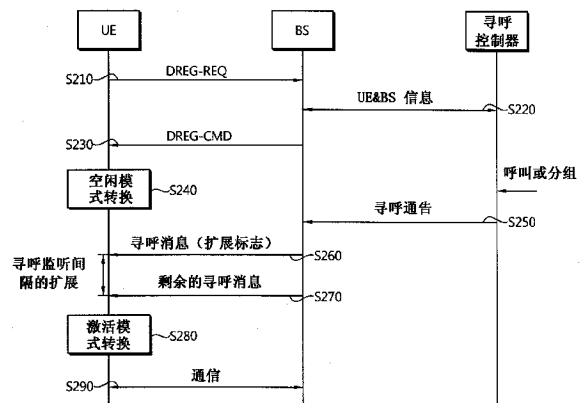 UE
BS
寻呼
控制器
S210
DREG-REQ
UE&BS 信息
S220
S230
DREG-CMD
空闲模
式转换
S240
呼叫或分组
寻呼通告
S250
寻呼消息（扩展标志）
S260
寻呼监听间
隔的扩展
剩余的寻呼消息
S270
激活模
式转换
S280
S290
通信